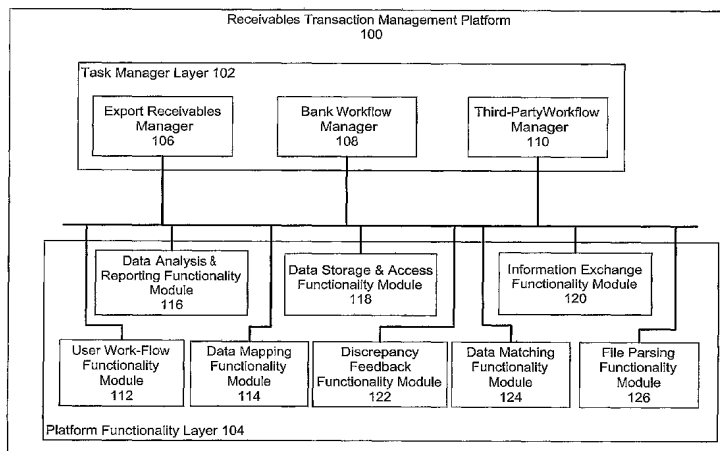 Receivables Transaction Management Platform
100
Task Manager Layer 102
Export Receivables
Manager
106
Bank Workflow
Manager
108
Third-PartyWorkflow
Manager
110
Data Analysis &
Reporting Functionality
Module
116
Data Storage & Access
Functionality Module
118
Information Exchange
Functionality Module
120
User Work-Flow
Functionality
Module
112
Data Mapping
Functionality
Module
114
Discrepancy
Feedback
Functionality Module
122
Data Matching
Functionality
Module
124
File Parsing
Functionality
Module
126
Platform Functionality Layer 104